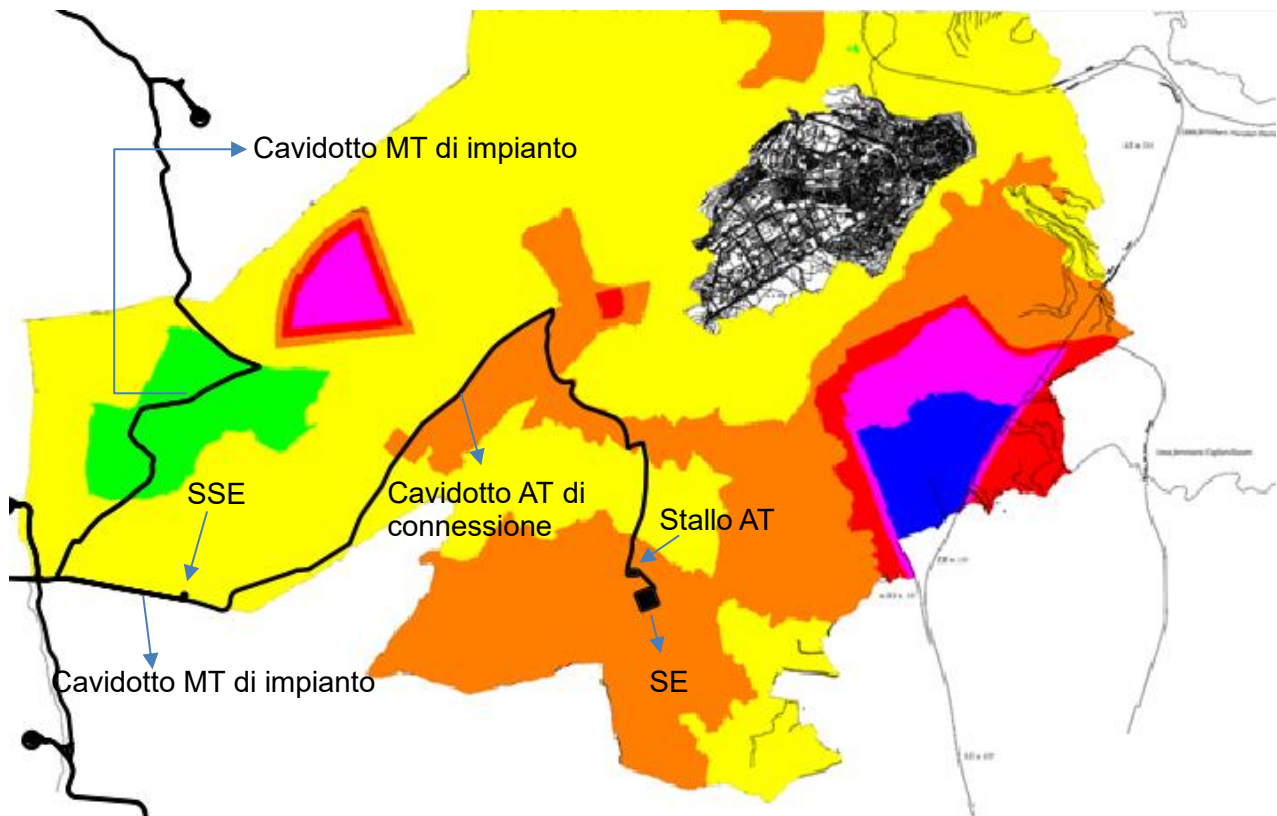 Cavidotto MT di impianto
SSE
Cavidotto AT di
connessione
Stallo AT
Cavidotto MT di impianto
SE